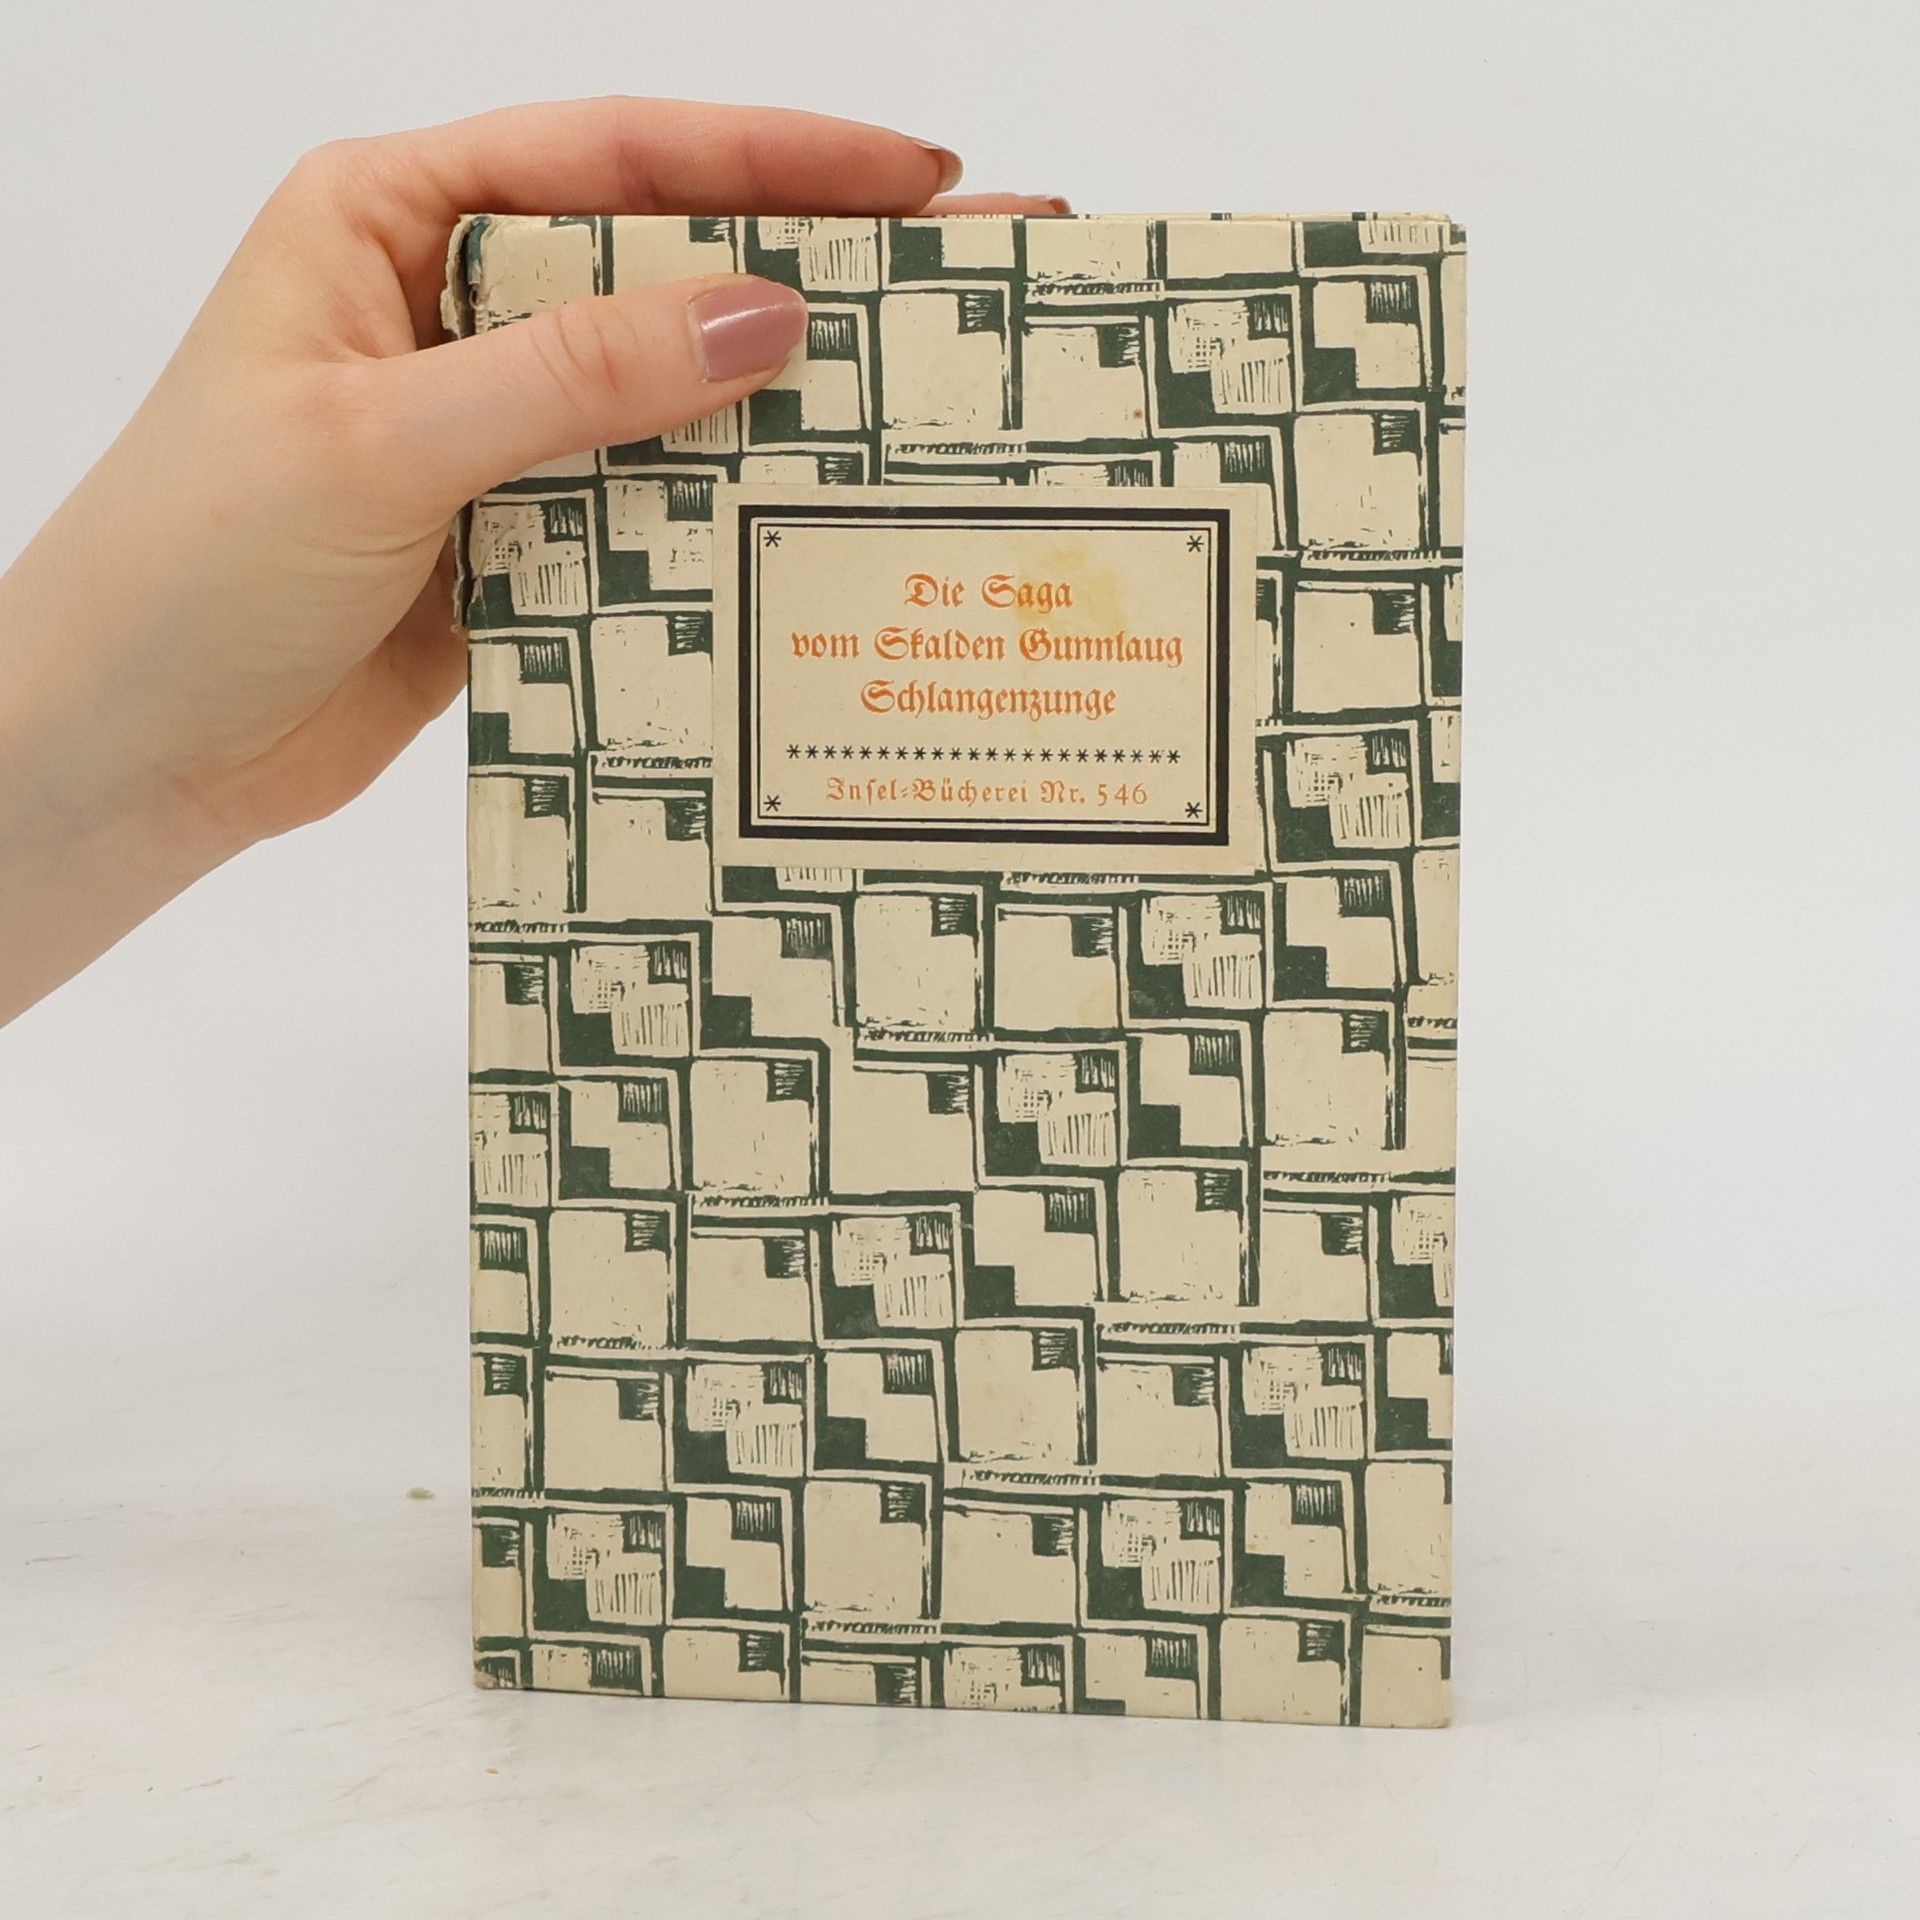 Die Saga
vom Skalden Gunnlaug
Schlangenzunge
**********************
Insel-Bücherei Nr. 546